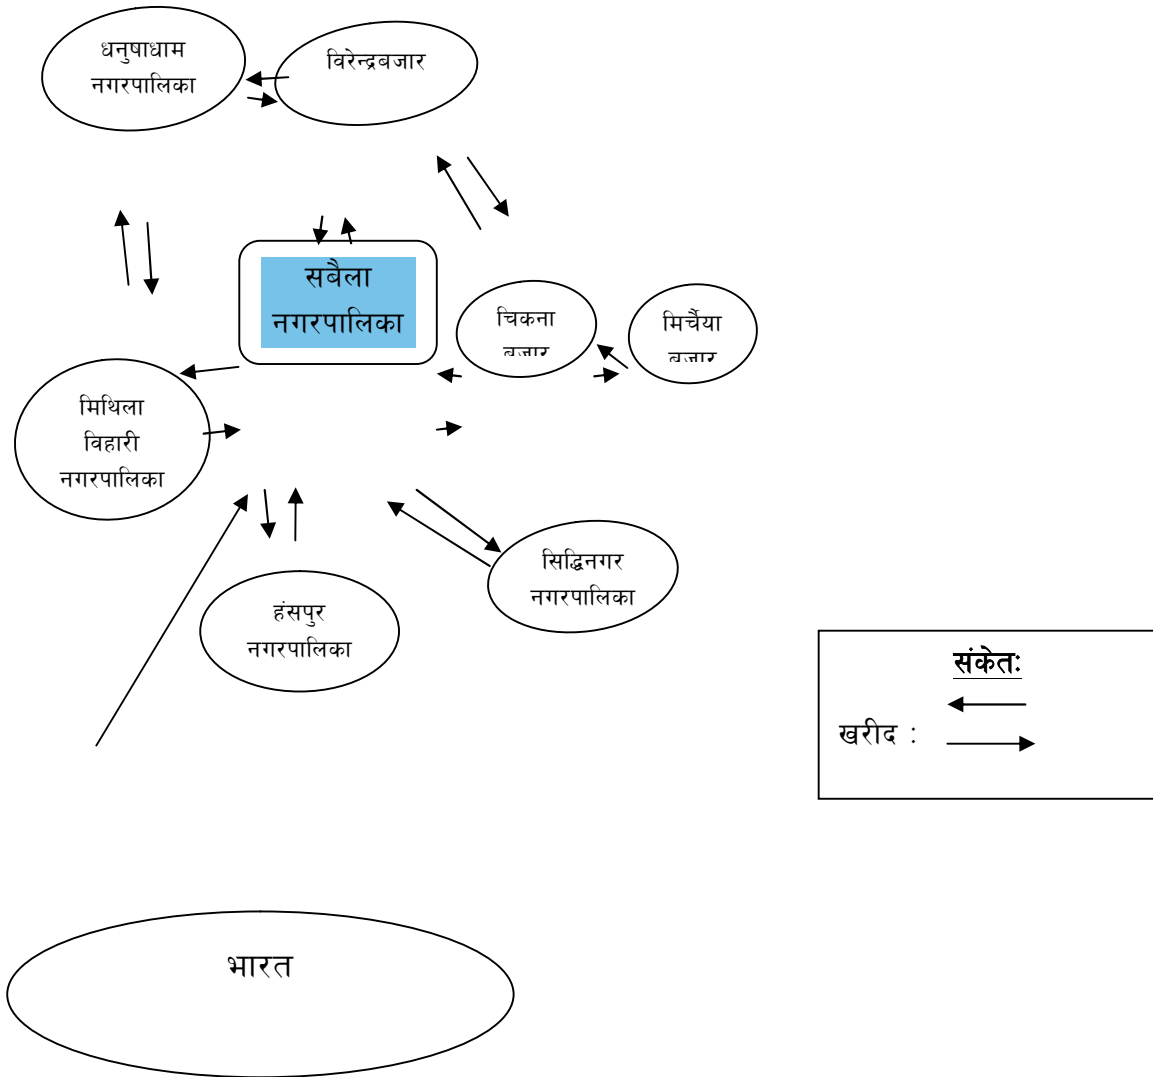 धनुषाधाम
नगरपालिका
विरेन्द्रबजार
सबैला
नगरपालिका
चिकना
बजार
मिर्चैया
बजार
मिथिला
विहारी
नगरपालिका
सिद्धिनगर
नगरपालिका
हंसपुर
नगरपालिका
संकेतः
खरीद :
भारत